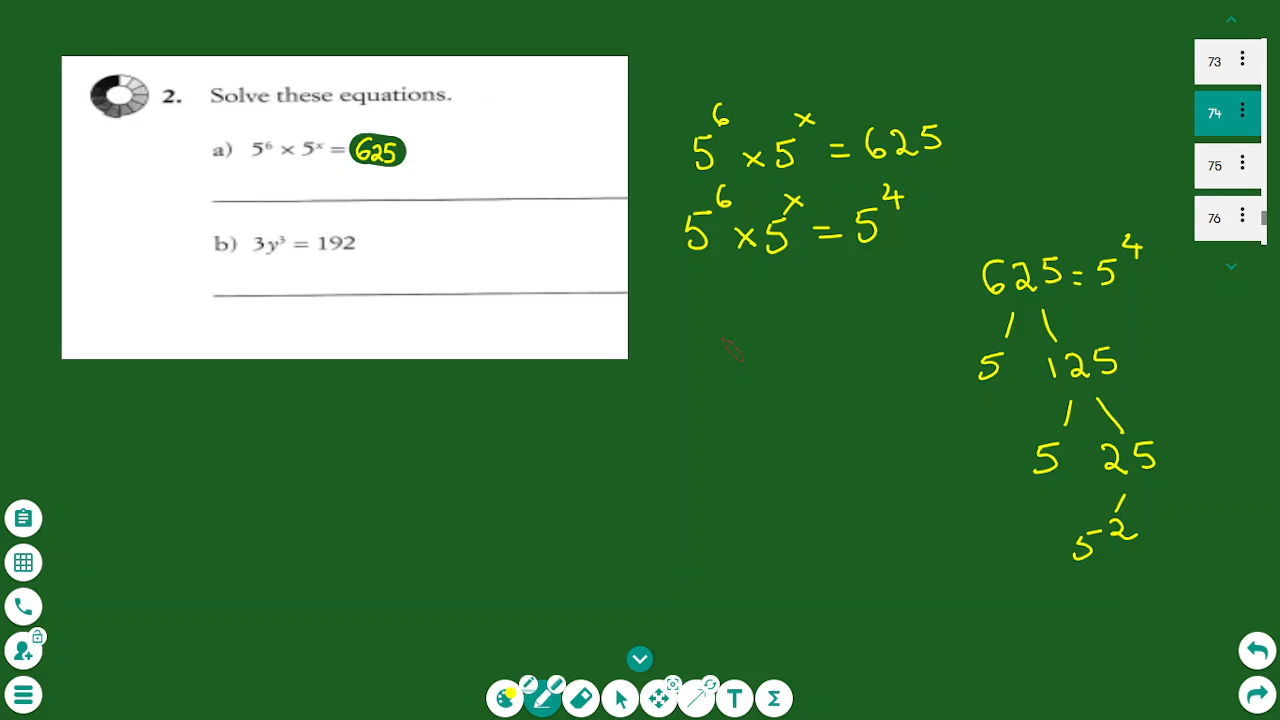 2. Solve these equations.
a) 5⁶ × 5ˣ = 625
b) 3y³ = 192
5⁶ × 5ˣ = 625
5⁶ × 5ˣ = 5⁴
625 = 5⁴
5 125
5 25
5²
73
74
75
76
T
Σ